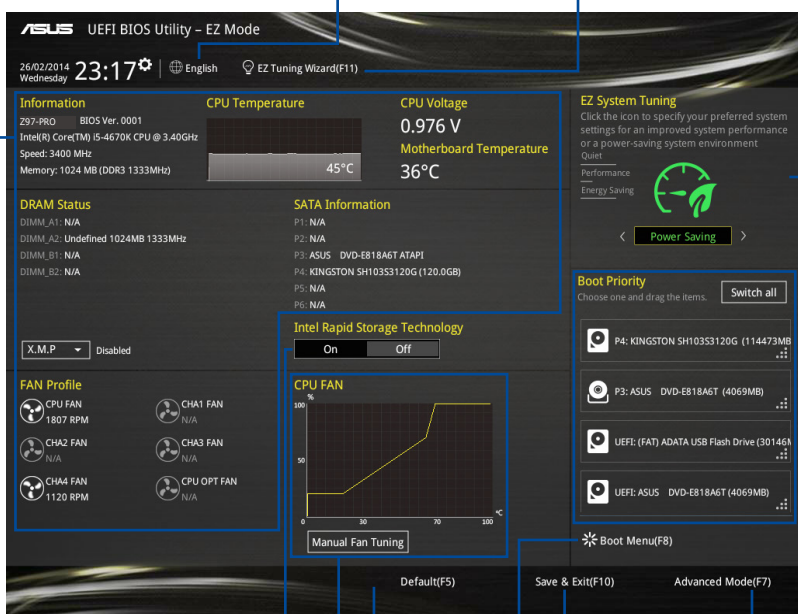 ASUS UEFI BIOS Utility – EZ Mode
26/02/2014
Wednesday
23:17
English
EZ Tuning Wizard(F11)
Information
Z97-PRO BIOS Ver. 0001
Intel(R) Core(TM) i5-4670K CPU @ 3.40GHz
Speed: 3400 MHz
Memory: 1024 MB (DDR3 1333MHz)
CPU Temperature
45°C
CPU Voltage
0.976 V
Motherboard Temperature
36°C
EZ System Tuning
Click the icon to specify your preferred system
settings for an improved system performance
or a power-saving system environment
Quiet
Performance
Energy Saving
< Power Saving >
DRAM Status
DIMM_A1: N/A
DIMM_A2: Undefined 1024MB 1333MHz
DIMM_B1: N/A
DIMM_B2: N/A
X.M.P Disabled
SATA Information
P1: N/A
P2: N/A
P3: ASUS DVD-E818A6T ATAPI
P4: KINGSTON SH103S3120G (120.0GB)
P5: N/A
P6: N/A
Intel Rapid Storage Technology
On Off
Boot Priority
Choose one and drag the items.
Switch all
P4: KINGSTON SH103S3120G (114473MB
P3: ASUS DVD-E818A6T (4069MB)
UEFI: (FAT) ADATA USB Flash Drive (30146M
UEFI: ASUS DVD-E818A6T (4069MB)
FAN Profile
CPU FAN
1807 RPM
CHA1 FAN
N/A
CHA2 FAN
N/A
CHA3 FAN
N/A
CHA4 FAN
1120 RPM
CPU OPT FAN
N/A
CPU FAN
%
100
50
0 30 70 100
°C
Manual Fan Tuning
Boot Menu(F8)
Default(F5)
Save & Exit(F10)
Advanced Mode(F7)